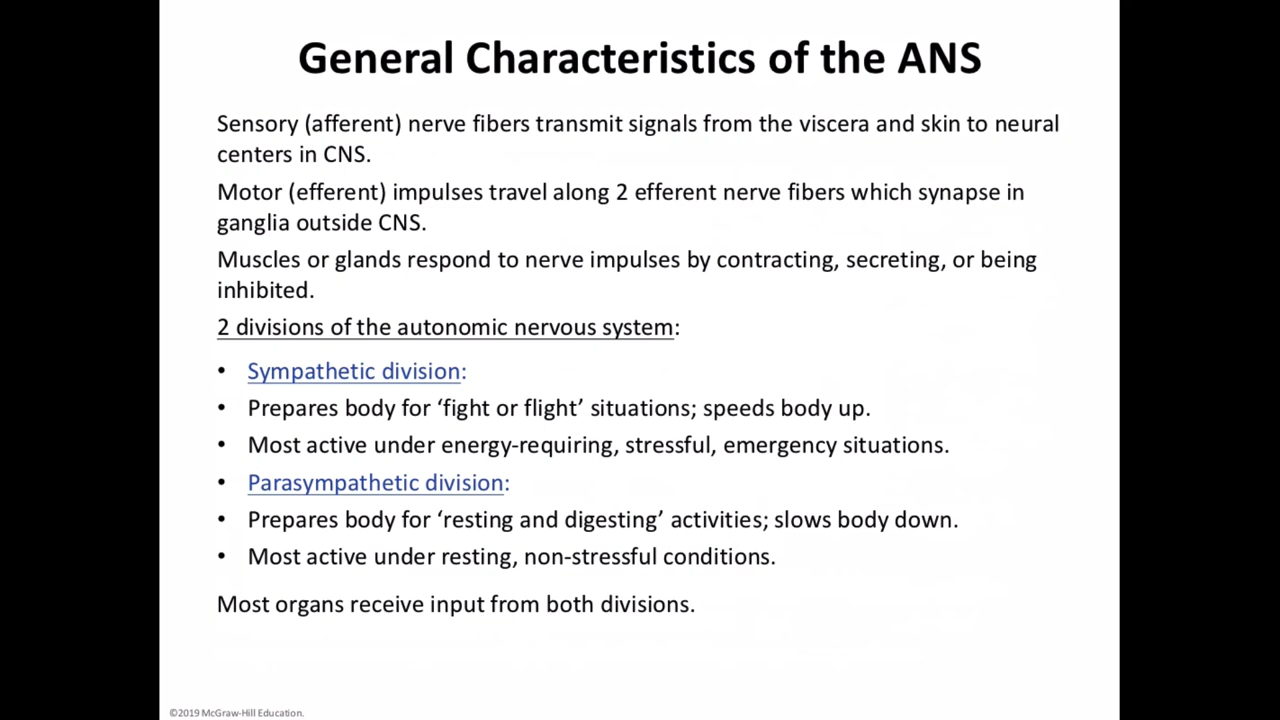 General Characteristics of the ANS
Sensory (afferent) nerve fibers transmit signals from the viscera and skin to neural
centers in CNS.
Motor (efferent) impulses travel along 2 efferent nerve fibers which synapse in
ganglia outside CNS.
Muscles or glands respond to nerve impulses by contracting, secreting, or being
inhibited.
2 divisions of the autonomic nervous system:
• Sympathetic division:
• Prepares body for ‘fight or flight’ situations; speeds body up.
• Most active under energy-requiring, stressful, emergency situations.
• Parasympathetic division:
• Prepares body for ‘resting and digesting’ activities; slows body down.
• Most active under resting, non-stressful conditions.
Most organs receive input from both divisions.
©2019 McGraw-Hill Education.